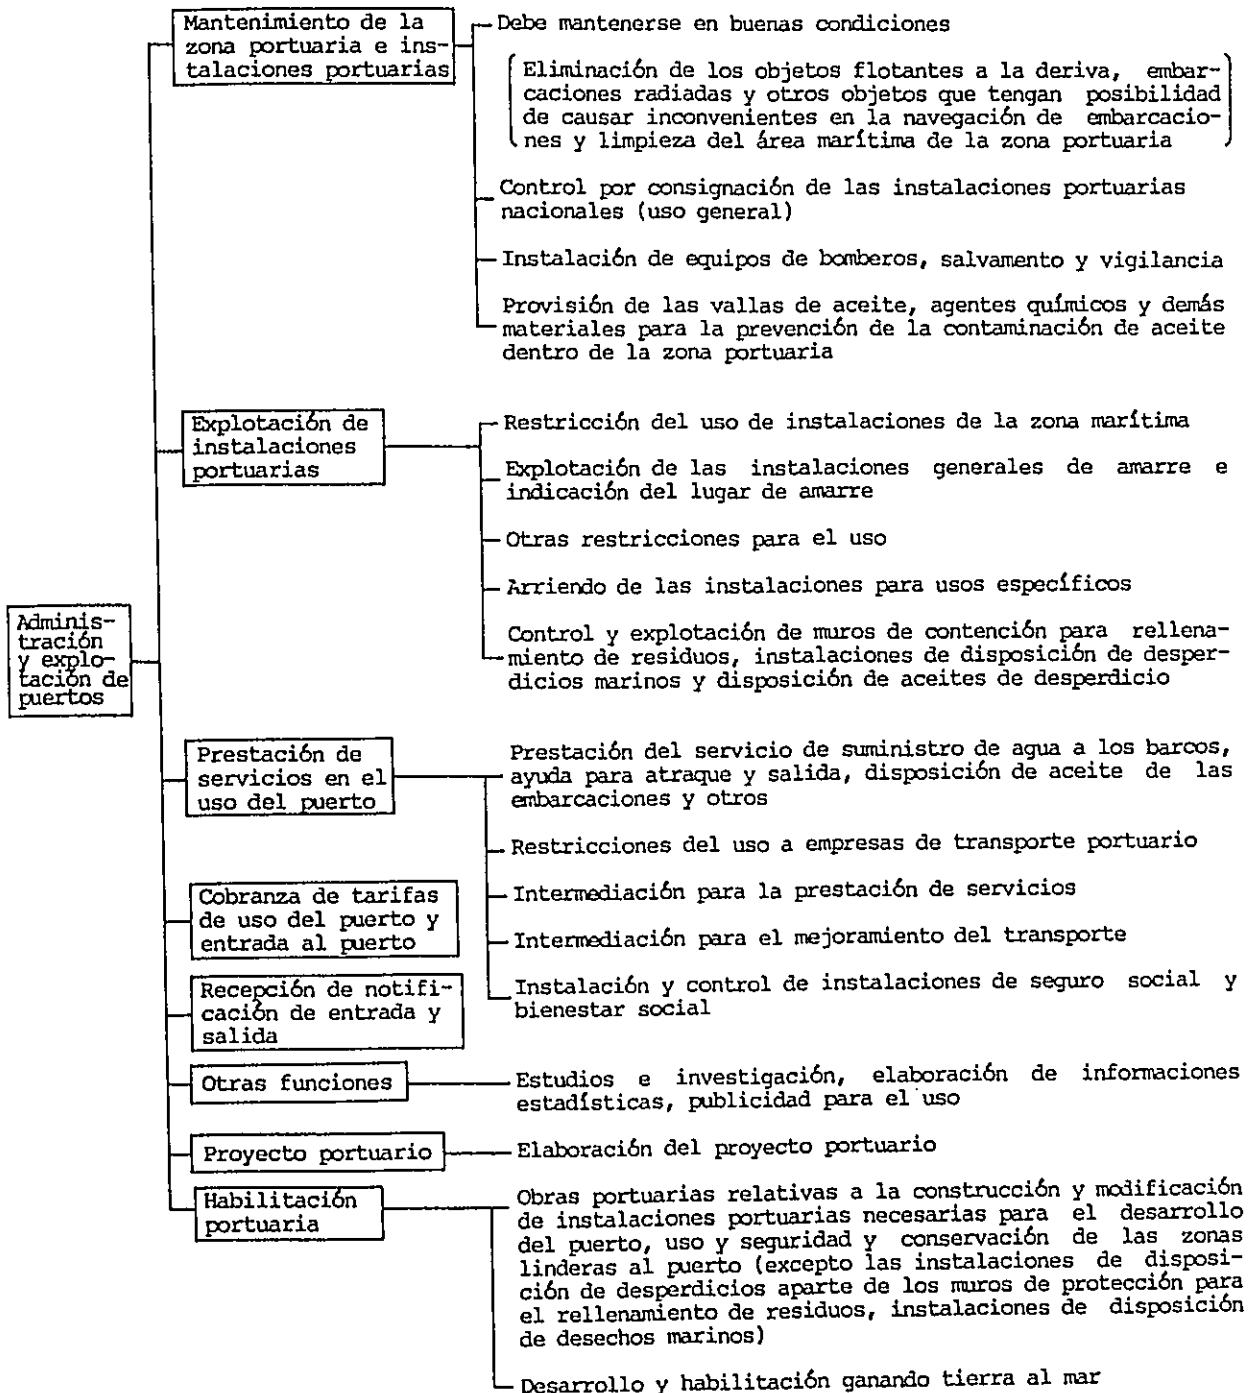 Mantenimiento de la
zona portuaria e ins-
talaciones portuarias
Debe mantenerse en buenas condiciones
Eliminación de los objetos flotantes a la deriva, embar-
caciones radiadas y otros objetos que tengan posibilidad
de causar inconvenientes en la navegación de embarcacio-
nes y limpieza del área marítima de la zona portuaria
Control por consignación de las instalaciones portuarias
nacionales (uso general)
Instalación de equipos de bomberos, salvamento y vigilancia
Provisión de las vallas de aceite, agentes químicos y demás
materiales para la prevención de la contaminación de aceite
dentro de la zona portuaria
Explotación de
instalaciones
portuarias
Restricción del uso de instalaciones de la zona marítima
Explotación de las instalaciones generales de amarre e
indicación del lugar de amarre
Otras restricciones para el uso
Arriendo de las instalaciones para usos específicos
Control y explotación de muros de contención para rellena-
miento de residuos, instalaciones de disposición de desper-
dicios marinos y disposición de aceites de desperdicio
Adminis-
tración
y explo-
tación de
puertos
Prestación de
servicios en el
uso del puerto
Prestación del servicio de suministro de agua a los barcos,
ayuda para atraque y salida, disposición de aceite de las
embarcaciones y otros
Restricciones del uso a empresas de transporte portuario
Intermediación para la prestación de servicios
Intermediación para el mejoramiento del transporte
Instalación y control de instalaciones de seguro social y
bienestar social
Cobranza de tarifas
de uso del puerto y
entrada al puerto
Recepción de notifi-
cación de entrada y
salida
Otras funciones
Estudios e investigación, elaboración de informaciones
estadísticas, publicidad para el uso
Proyecto portuario
Elaboración del proyecto portuario
Habilitación
portuaria
Obras portuarias relativas a la construcción y modificación
de instalaciones portuarias necesarias para el desarrollo
del puerto, uso y seguridad y conservación de las zonas
linderas al puerto (excepto las instalaciones de disposi-
ción de desperdicios aparte de los muros de protección para
el rellenamiento de residuos, instalaciones de disposición
de desechos marinos)
Desarrollo y habilitación ganando tierra al mar